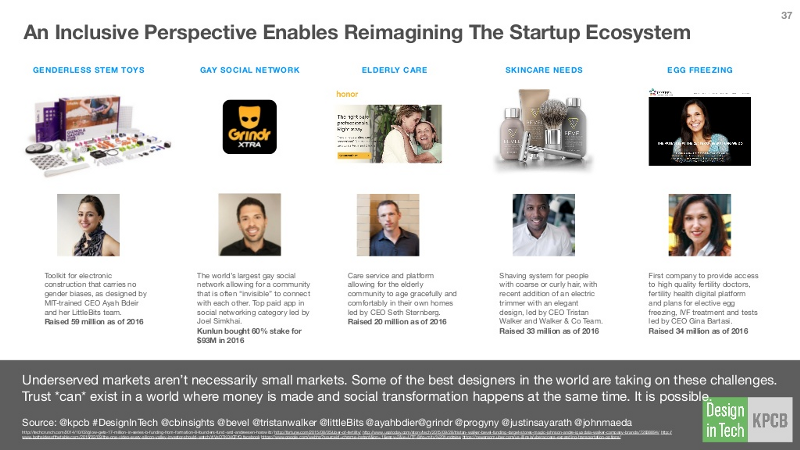 37
An Inclusive Perspective Enables Reimagining The Startup Ecosystem
GENDERLESS STEM TOYS
GAY SOCIAL NETWORK
ELDERLY CARE
SKINCARE NEEDS
EGG FREEZING
Grindr
XTRA
honor
The right care
professionals.
Right away.
BEVEL
Toolkit for electronic
construction that carries no
gender biases, as designed by
MIT-trained CEO Ayah Bdeir
and her LittleBits team.
Raised 59 million as of 2016
The world's largest gay social
network allowing for a community
that is often "invisible" to connect
with each other. Top paid app in
social networking category led by
Joel Simkhai.
Kunlun bought 60% stake for
$93M in 2016
Care service and platform
allowing for the elderly
community to age gracefully and
comfortably in their own homes
led by CEO Seth Sternberg.
Raised 20 million as of 2016
Shaving system for people
with coarse or curly hair, with
recent addition of an electric
trimmer with an elegant
design, led by CEO Tristan
Walker and Walker & Co Team.
Raised 33 million as of 2016
First company to provide access
to high quality fertility doctors,
fertility health digital platform
and plans for elective egg
freezing, IVF treatment and tests
led by CEO Gina Bartasi.
Raised 34 million as of 2016
Underserved markets aren't necessarily small markets. Some of the best designers in the world are taking on these challenges.
Trust *can* exist in a world where money is made and social transformation happens at the same time. It is possible.
Source: @kpcb #DesignInTech @cbinsights @bevel @tristanwalker @littleBits @ayahbdier@grindr @progyny @justinsayarath @johnmaeda
Design
in Tech
KPCB